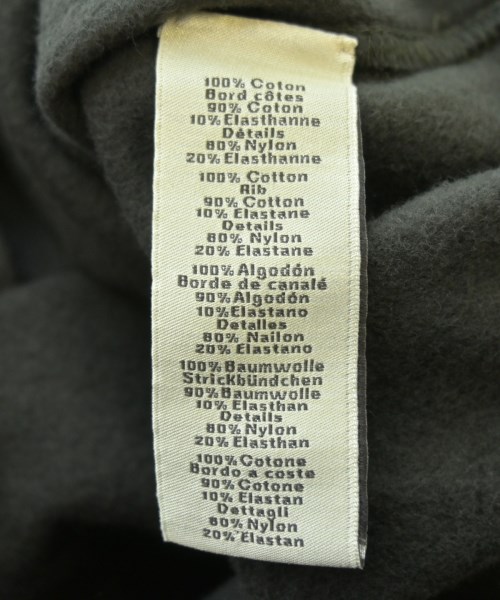 100% Coton
Bord côtes
90% Coton
10% Elasthanne
Détails
80% Nylon
20% Elasthanne
100% Cotton
Rib
90% Cotton
10% Elastane
Details
80% Nylon
20% Elastane
100% Algodón
Borde de canalé
90% Algodón
10% Elastano
Detalles
80% Nailon
20% Elastano
100% Baumwolle
Strickbündchen
90% Baumwolle
10% Elasthan
Details
80% Nylon
20% Elasthan
100% Cotone
Bordo a coste
90% Cotone
10% Elastan
Dettagli
80% Nylon
20% Elastan